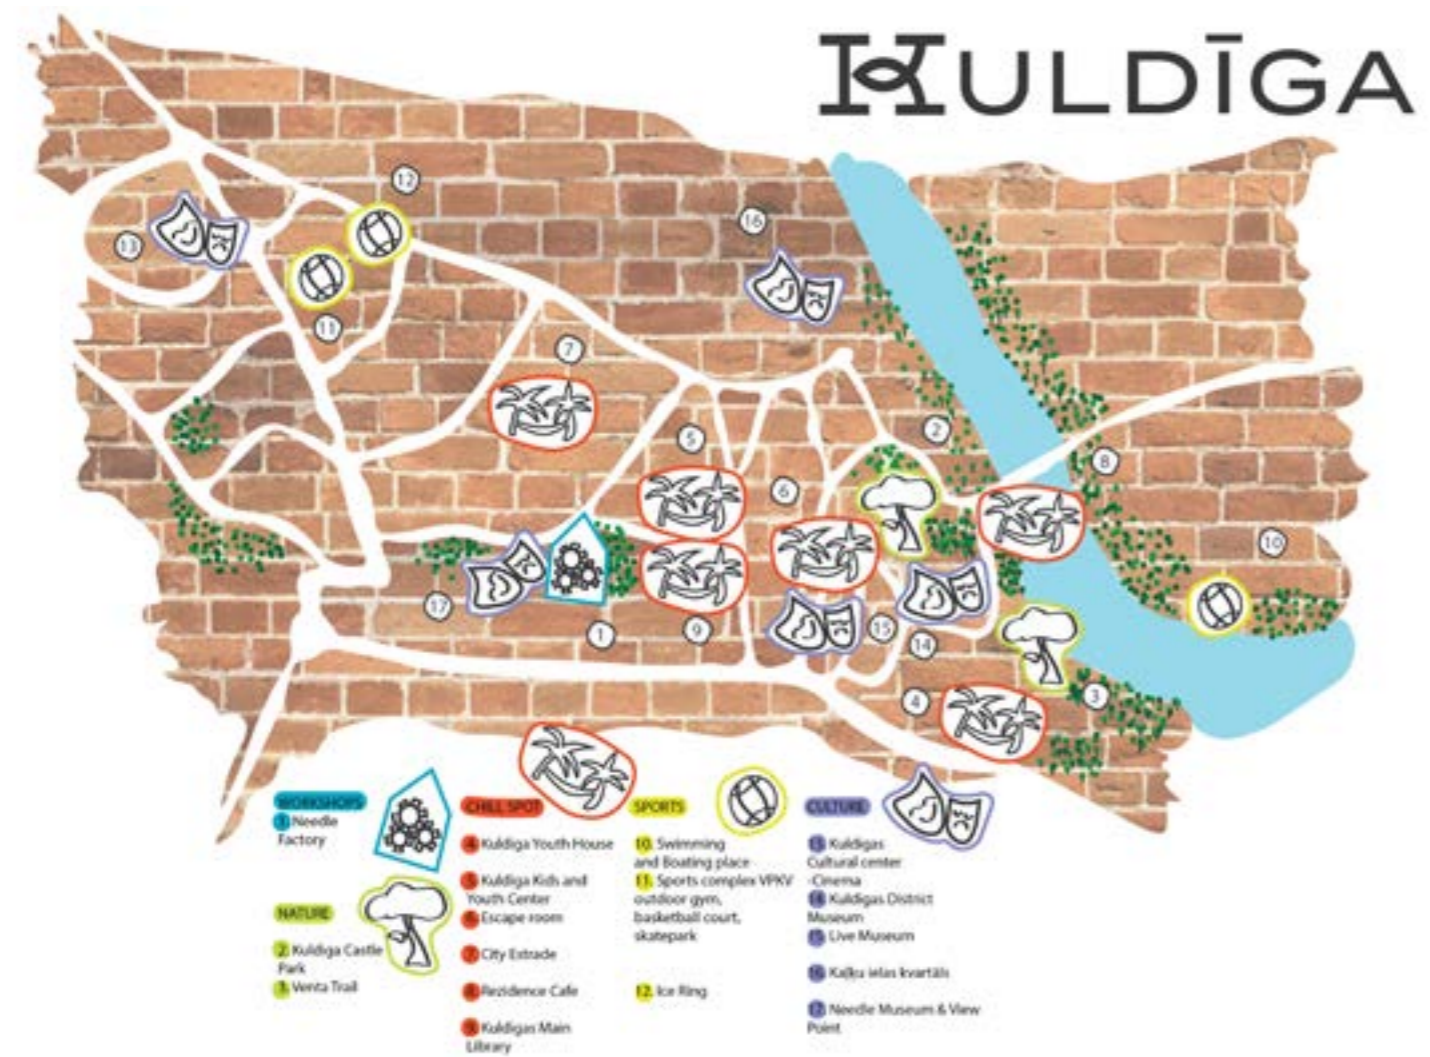 KULDĪGA
12
16
13
11
7
5
2
8
6
10
17
1
9
15
14
4
3
WORKSHOPS
1. Needle
Factory
NATURE
2. Kuldiga Castle
Park
3. Venta Trail
CHILL SPOT
4. Kuldiga Youth House
5. Kuldiga Kids and
Youth Center
6. Escape room
7. City Estrade
8. Rezidence Cafe
9. Kuldigas Main
Library
SPORTS
10. Swimming
and Boating place
11. Sports complex VPKV
outdoor gym,
basketball court,
skatepark
12. Ice Ring
CULTURE
13. Kuldigas
Cultural center
-Cinema
14. Kuldigas District
Museum
15. Live Museum
16. Kaļķu ielas kvartāls
17. Needle Museum & View
Point